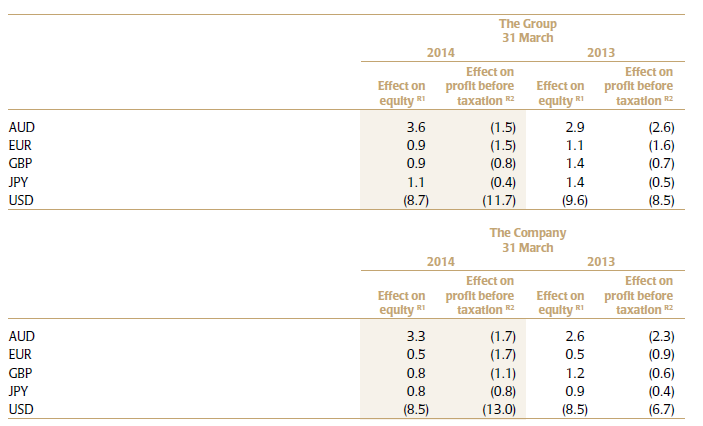 The Group
31 March
2014 2013
Effect on Effect on
Effect on profit before Effect on profit before
equity R1 taxation R2 equity R1 taxation R2
AUD 3.6 (1.5) 2.9 (2.6)
EUR 0.9 (1.5) 1.1 (1.6)
GBP 0.9 (0.8) 1.4 (0.7)
JPY 1.1 (0.4) 1.4 (0.5)
USD (8.7) (11.7) (9.6) (8.5)
The Company
31 March
2014 2013
Effect on Effect on
Effect on profit before Effect on profit before
equity R1 taxation R2 equity R1 taxation R2
AUD 3.3 (1.7) 2.6 (2.3)
EUR 0.5 (1.7) 0.5 (0.9)
GBP 0.8 (1.1) 1.2 (0.6)
JPY 0.8 (0.8) 0.9 (0.4)
USD (8.5) (13.0) (8.5) (6.7)